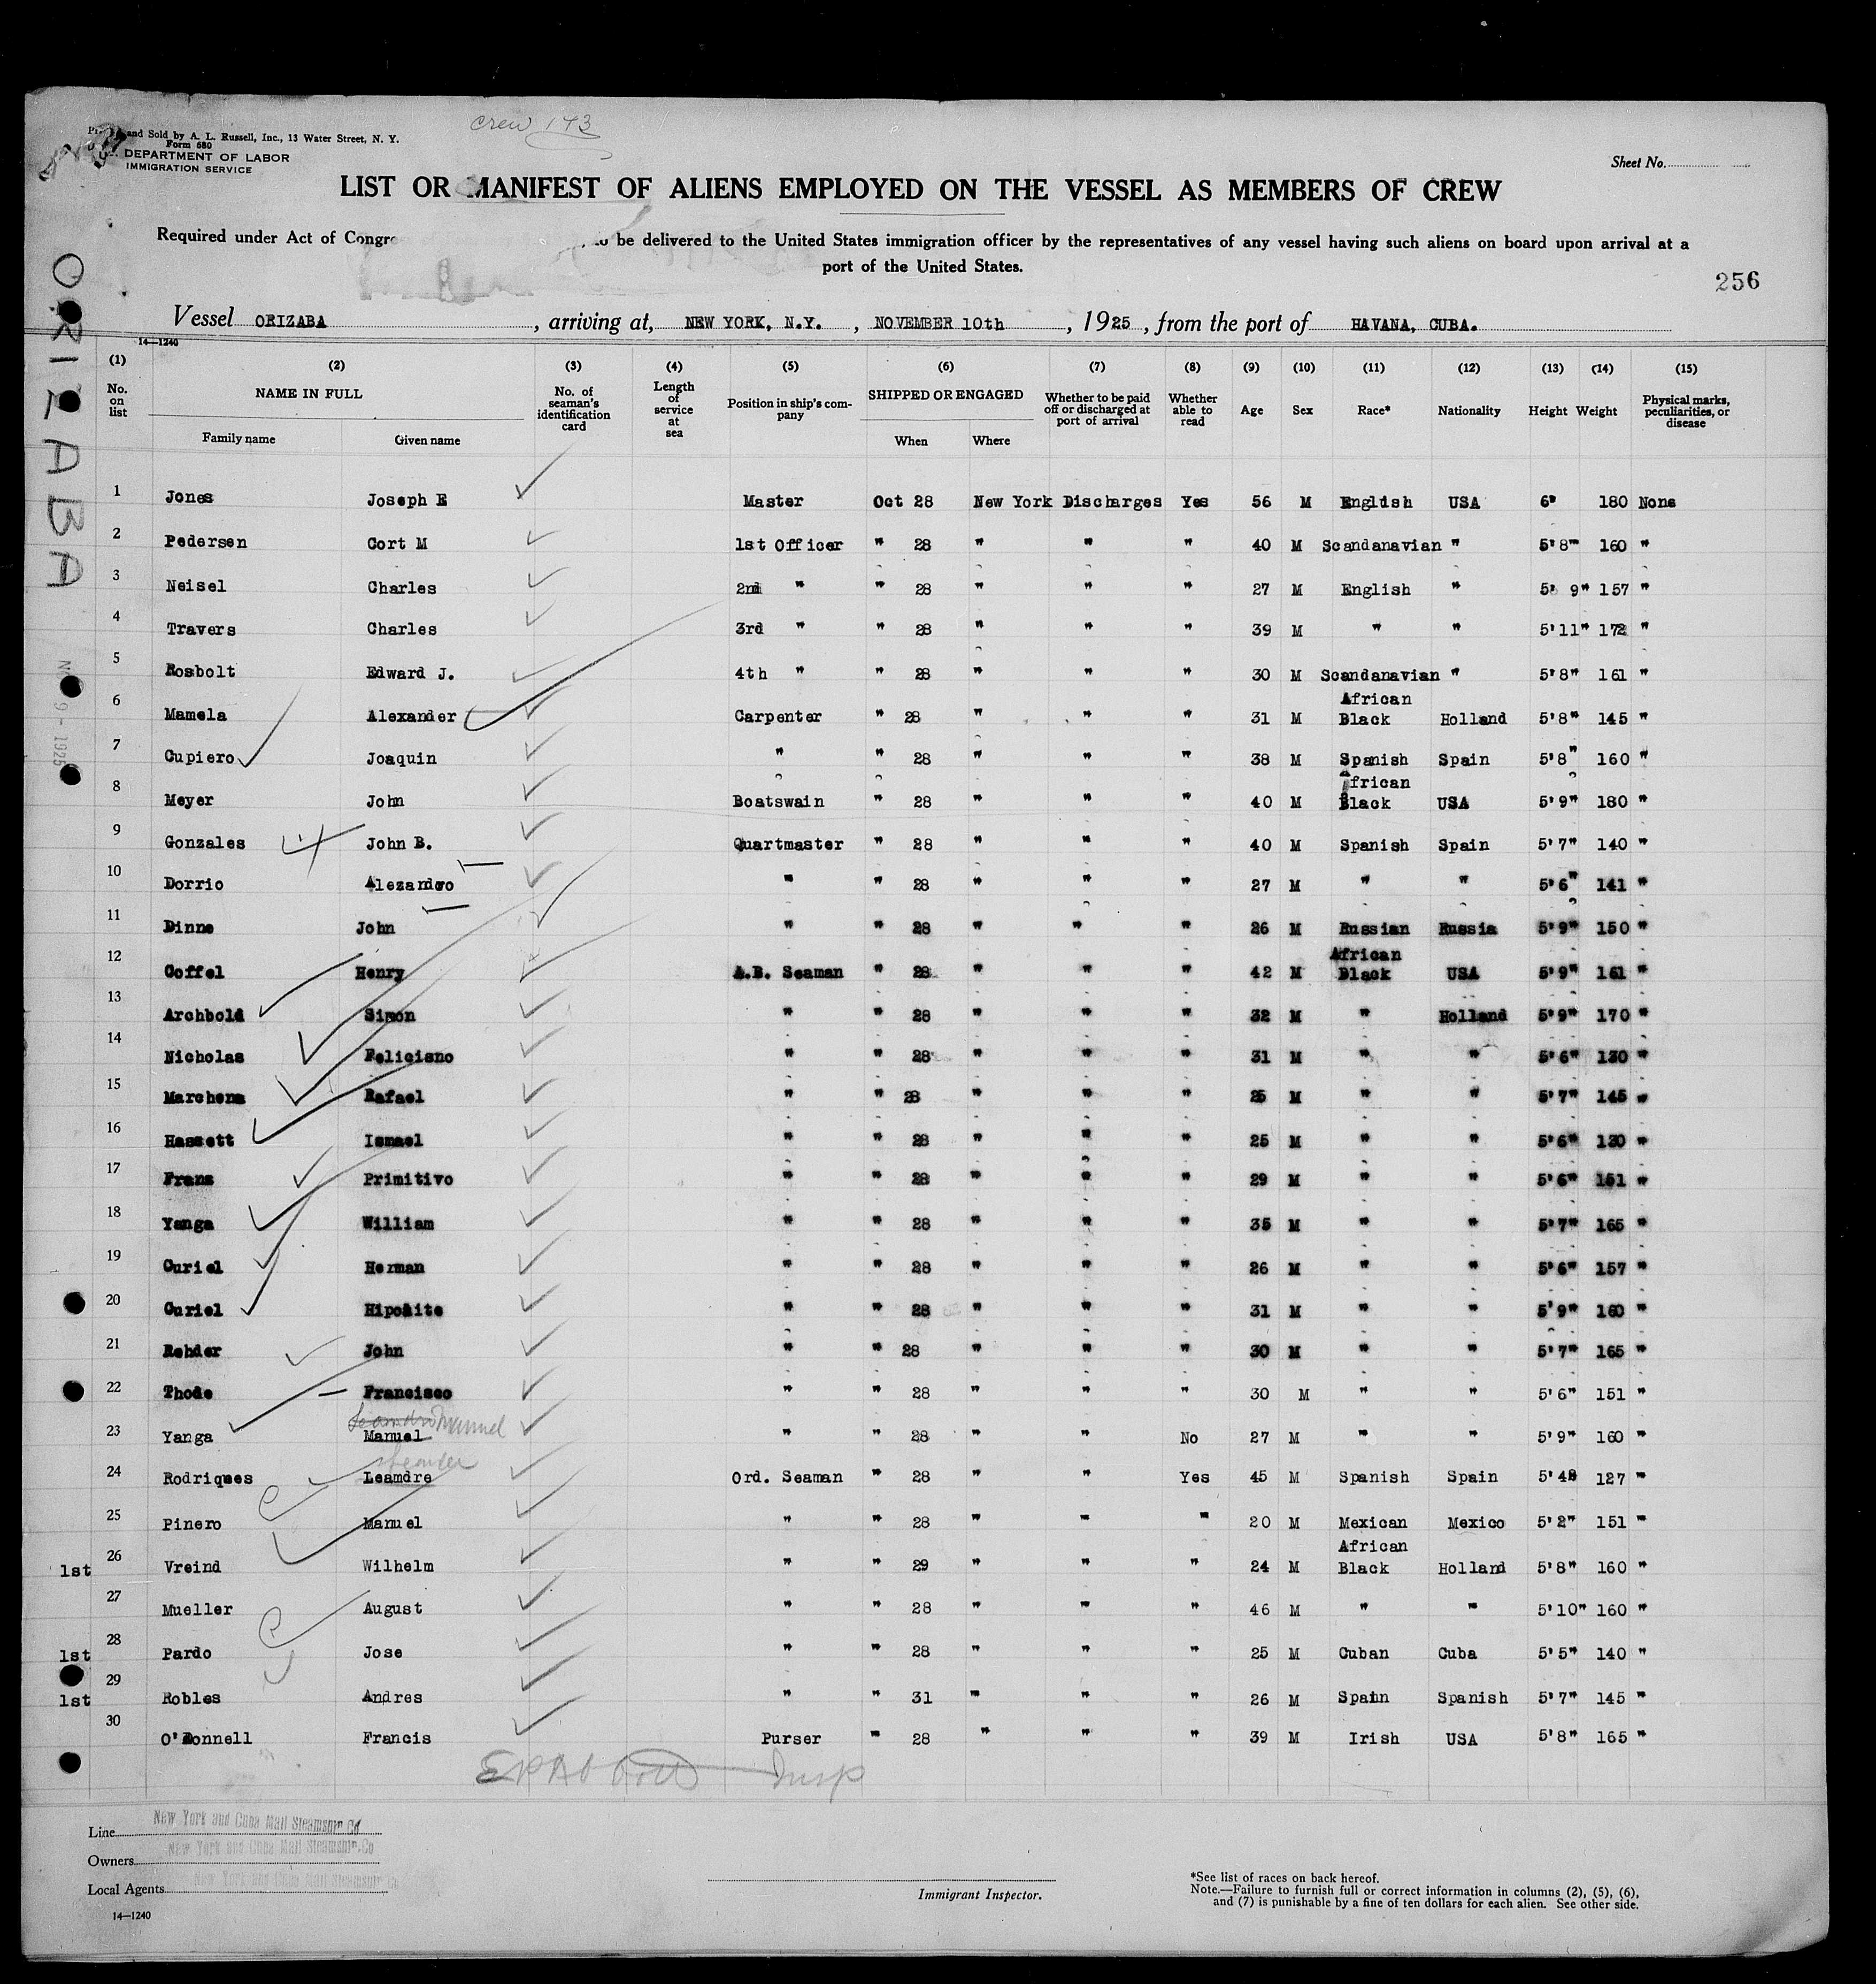 crew 173
and Sold by A. L. Russell, Inc., 13 Water Street, N. Y.
Form 680
DEPARTMENT OF LABOR
IMMIGRATION SERVICE
Sheet No.
LIST OR MANIFEST OF ALIENS EMPLOYED ON THE VESSEL AS MEMBERS OF CREW
Required under Act of Congr to be delivered to the United States immigration officer by the representatives of any vessel having such aliens on board upon arrival at a
port of the United States.
256
ORIZABA
Vessel ORIZABA, arriving at, NEW YORK, N.Y., NOVEMBER 10th, 1925, from the port of HAVANA, CUBA.
14—1240
(1) (2) (3) (4) (5) (6) (7) (8) (9) (10) (11) (12) (13) (14) (15)
No. on list NAME IN FULL No. of seaman's identification card Length of service at sea Position in ship's company SHIPPED OR ENGAGED Whether to be paid off or discharged at port of arrival Whether able to read Age Sex Race* Nationality Height Weight Physical marks, peculiarities, or disease
Family name Given name When Where
1 Jones Joseph E Master Oct 28 New York Discharges Yes 56 M English USA 6" 180 None
2 Pedersen Cort M 1st Officer " 28 " " " 40 M Scandanavian " 5'8" 160 "
3 Neisel Charles 2nd " " 28 " " " 27 M English " 5' 9" 157 "
4 Travers Charles 3rd " " 28 " " " 39 M " " 5'11" 172 "
5 Rosbolt Edward J. 4th " " 28 " " " 30 M Scandanavian " 5'8" 161 "
6 Mamela Alexander Carpenter " 28 " " " 31 M African Black Holland 5'8" 145 "
7 Cupiero Joaquin " " 28 " " " 38 M Spanish Spain 5'8" 160 "
8 Meyer John Boatswain " 28 " " " 40 M African Black USA 5'9" 180 "
9 Gonzales John B. Quartmaster " 28 " " " 40 M Spanish Spain 5'7" 140 "
10 Dorrio Alezandro " " 28 " " " 27 M " " 5'6" 141 "
11 Dinne John " " 28 " " " 26 M Russian Russia 5'9" 150 "
12 Coffel Henry A.B. Seaman " 28 " " " 42 M African Black USA 5'9" 161 "
13 Archbold Simon " " 28 " " " 32 M " Holland 5'9" 170 "
14 Nicholas Feliciano " " 28 " " " 31 M " " 5'6" 130 "
15 Marchena Rafael " " 28 " " " 25 M " " 5'7" 145 "
16 Hassett Ismael " " 28 " " " 25 M " " 5'6" 130 "
17 Frans Primitivo " " 28 " " " 29 M " " 5'6" 151 "
18 Yanga William " " 28 " " " 35 M " " 5'7" 165 "
19 Curiel Herman " " 28 " " " 26 M " " 5'6" 157 "
20 Curiel Hipolite " " 28 " " " 31 M " " 5'9" 160 "
21 Rehder John " " 28 " " " 30 M " " 5'7" 165 "
22 Thode Francisco " " 28 " " " 30 M " " 5'6" 151 "
Leandre Manuel
23 Yanga Manuel " " 28 " " No 27 M " " 5'9" 160 "
Leander
24 Rodriques Leamdre Ord. Seaman " 28 " " Yes 45 M Spanish Spain 5'48 127 "
25 Pinero Manuel " " 28 " " " 20 M Mexican Mexico 5'2" 151 "
1st 26 Vreind Wilhelm " " 29 " " " 24 M African Black Holland 5'8" 160 "
27 Mueller August " " 28 " " " 46 M " " 5'10" 160 "
1st 28 Pardo Jose " " 28 " " " 25 M Cuban Cuba 5'5" 140 "
1st 29 Robles Andres " " 31 " " " 26 M Spain Spanish 5'7" 145 "
30 O'Donnell Francis Purser " 28 " " " 39 M Irish USA 5'8" 165 "
Insp
Line New York and Cuba Mail Steamship Co
Owners New York and Cuba Mail Steamship Co
Local Agents New York and Cuba Mail Steamship Co
Immigrant Inspector.
*See list of races on back hereof.
Note.—Failure to furnish full or correct information in columns (2), (5), (6),
and (7) is punishable by a fine of ten dollars for each alien. See other side.
14—1240